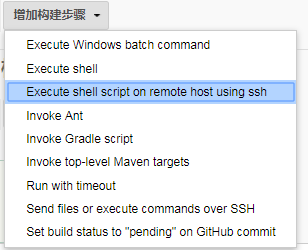 增加构建步骤
Execute Windows batch command
Execute shell
Execute shell script on remote host using ssh
Invoke Ant
Invoke Gradle script
Invoke top-level Maven targets
Run with timeout
Send files or execute commands over SSH
Set build status to "pending" on GitHub commit